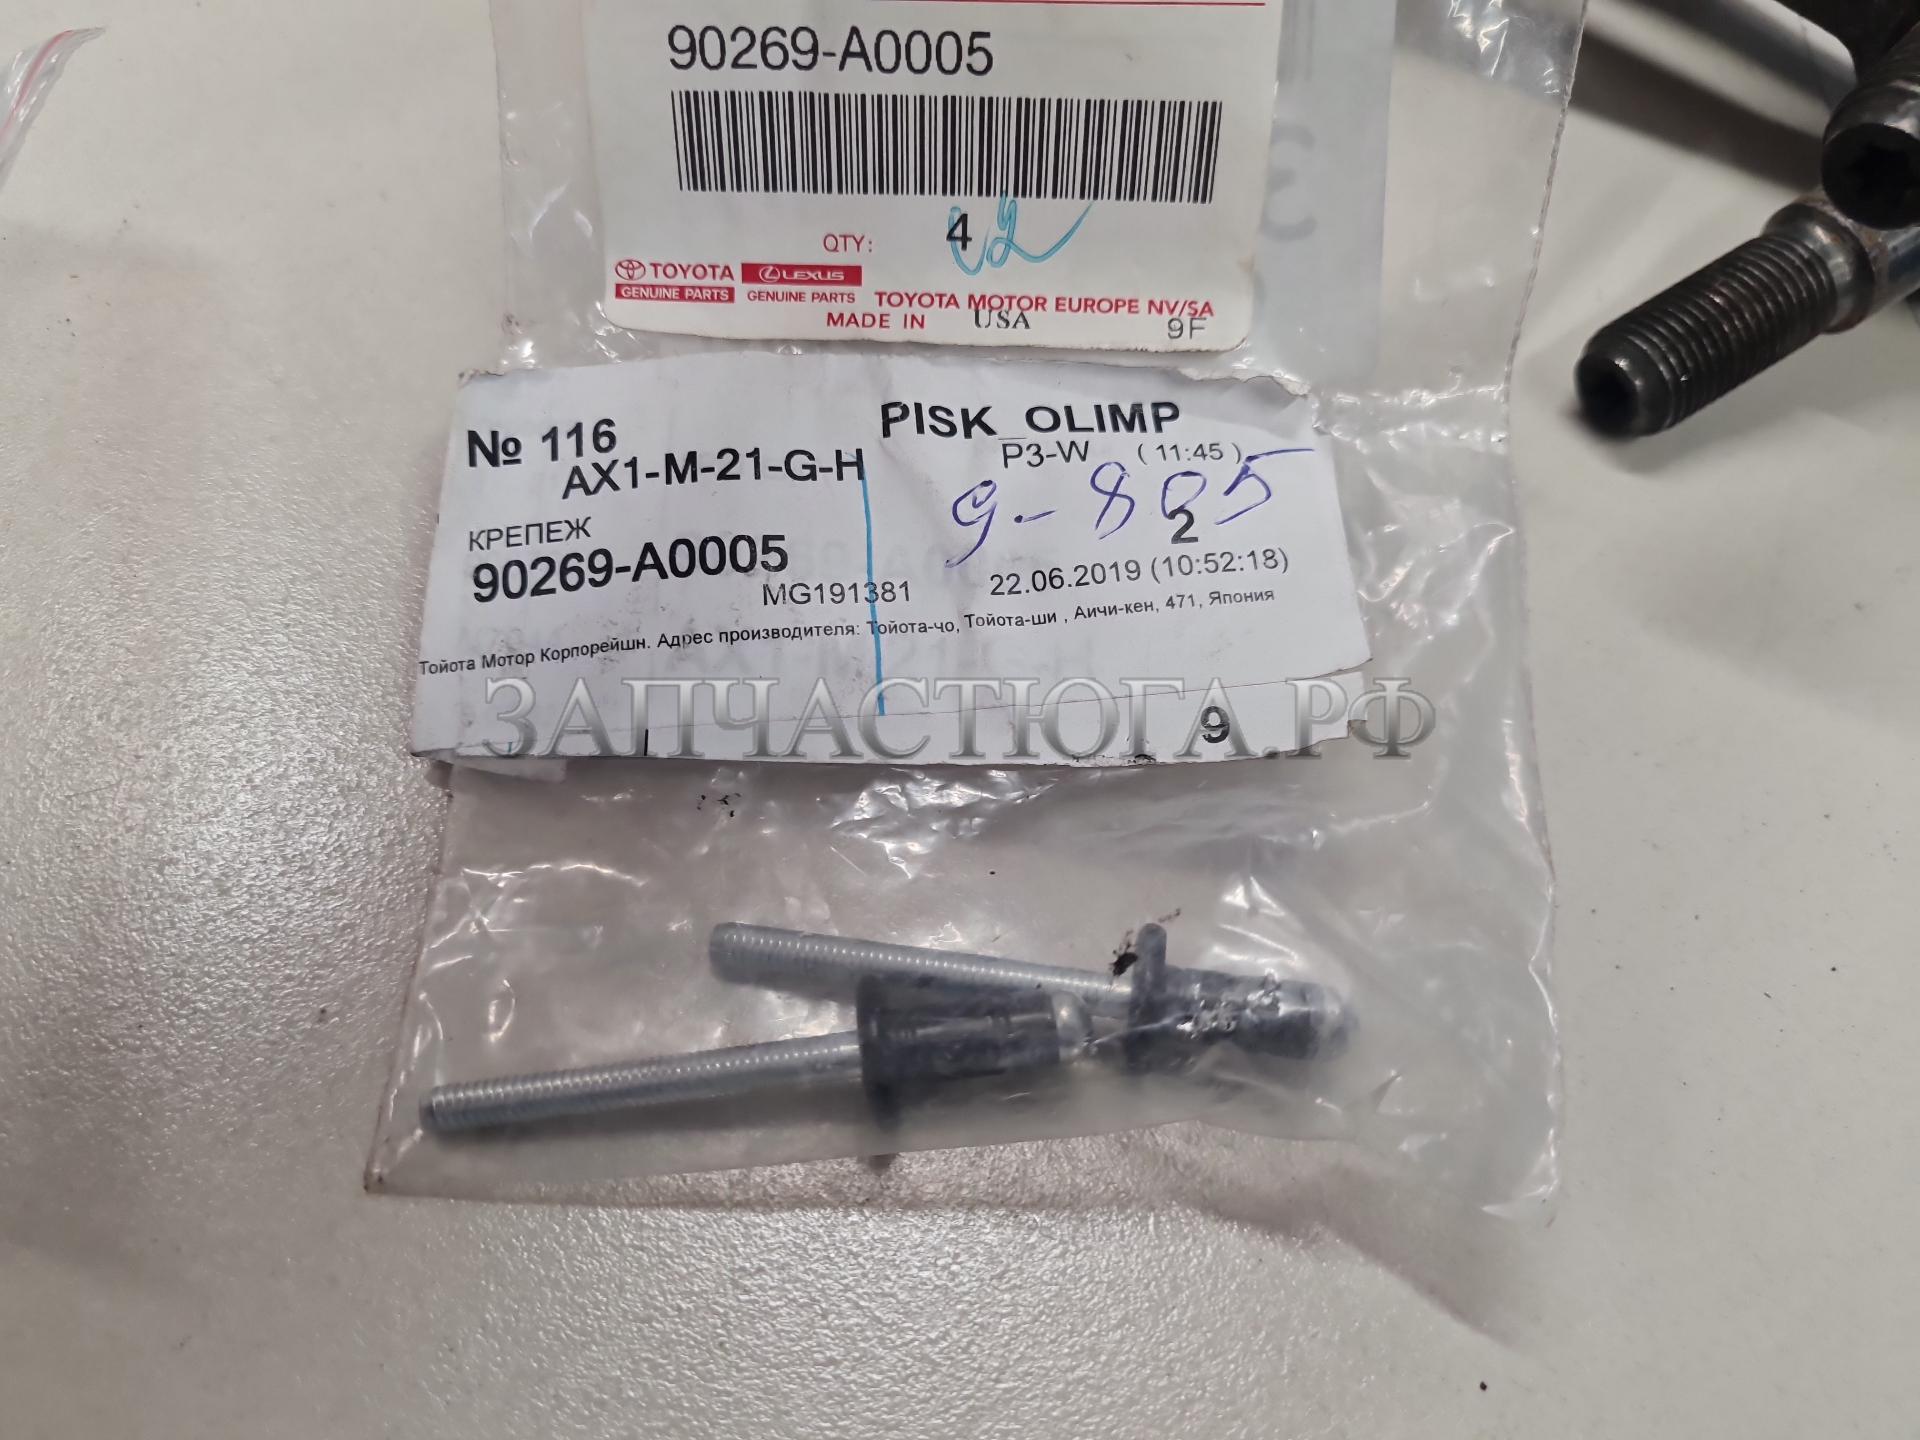 90269-A0005
QTY: 4 2
TOYOTA LEXUS
GENUINE PARTS GENUINE PARTS TOYOTA MOTOR EUROPE NV/SA
MADE IN USA 9F
№ 116 PISK_OLIMP
AX1-M-21-G-H P3-W (11:45)
9-805
КРЕПЕЖ 2
90269-A0005
MG191381 22.06.2019 (10:52:18)
Тойота Мотор Корпорейшн. Адрес производителя: Тойота-чо, Тойота-ши , Аичи-кен, 471, Япония
ЗАПЧАСТЮГА.РФ
9